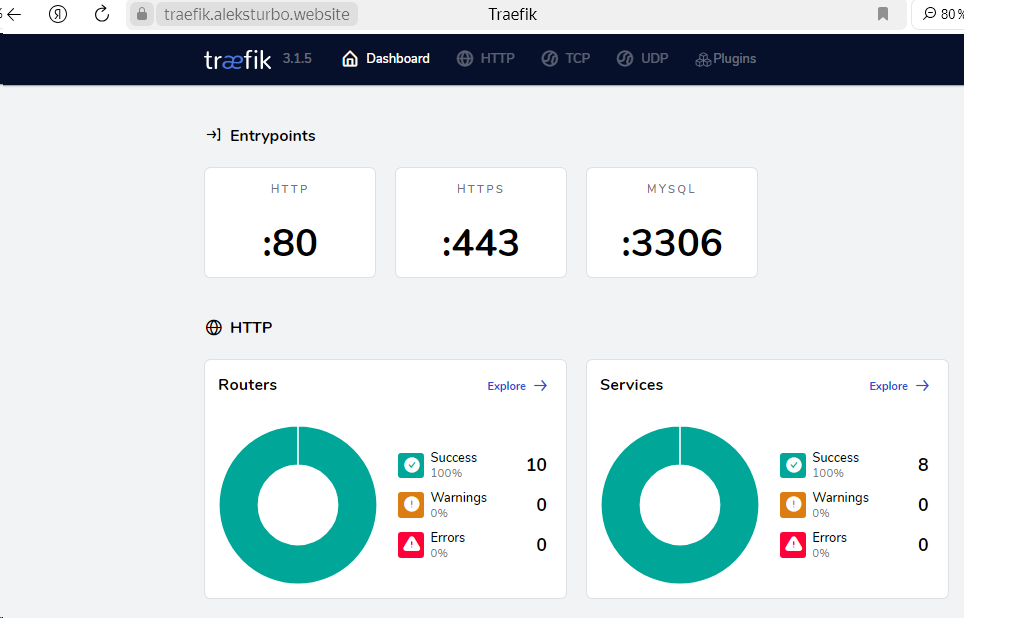 Я traefik.aleksturbo.website Traefik 80%
træfik 3.1.5 Dashboard HTTP TCP UDP Plugins
Entrypoints
HTTP HTTPS MYSQL
:80 :443 :3306
HTTP
Routers Explore → Services Explore →
Success 10 Success 8
100% 100%
Warnings 0 Warnings 0
0% 0%
Errors 0 Errors 0
0% 0%